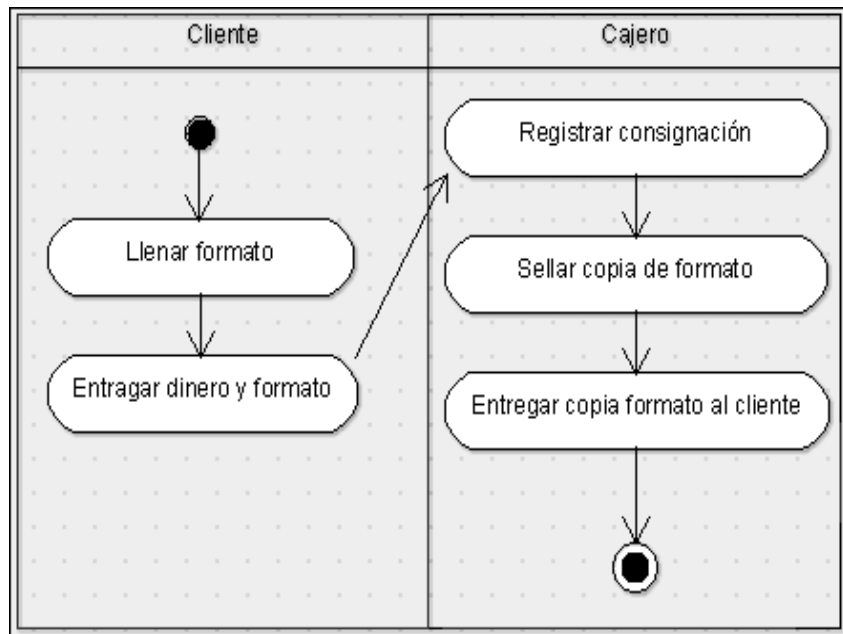 Cliente
Cajero
Llenar formato
Entragar dinero y formato
Registrar consignación
Sellar copia de formato
Entregar copia formato al cliente